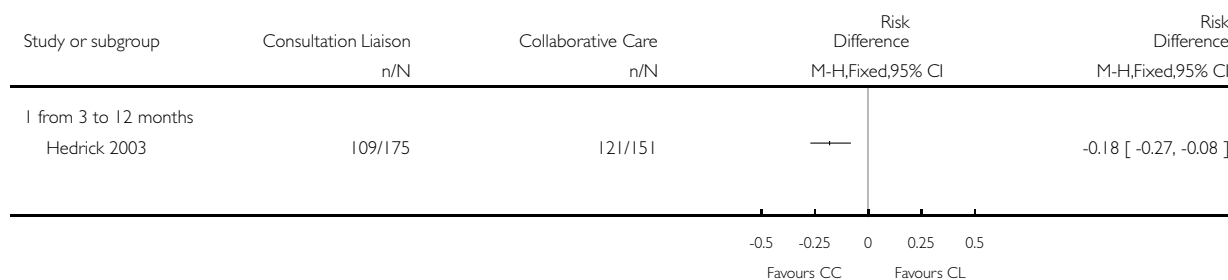 Study or subgroup Consultation Liaison Collaborative Care Risk Difference Risk Difference
n/N n/N M-H,Fixed,95% CI M-H,Fixed,95% CI
1 from 3 to 12 months
Hedrick 2003 109/175 121/151 -0.18 [ -0.27, -0.08 ]
-0.5 -0.25 0 0.25 0.5
Favours CC Favours CL